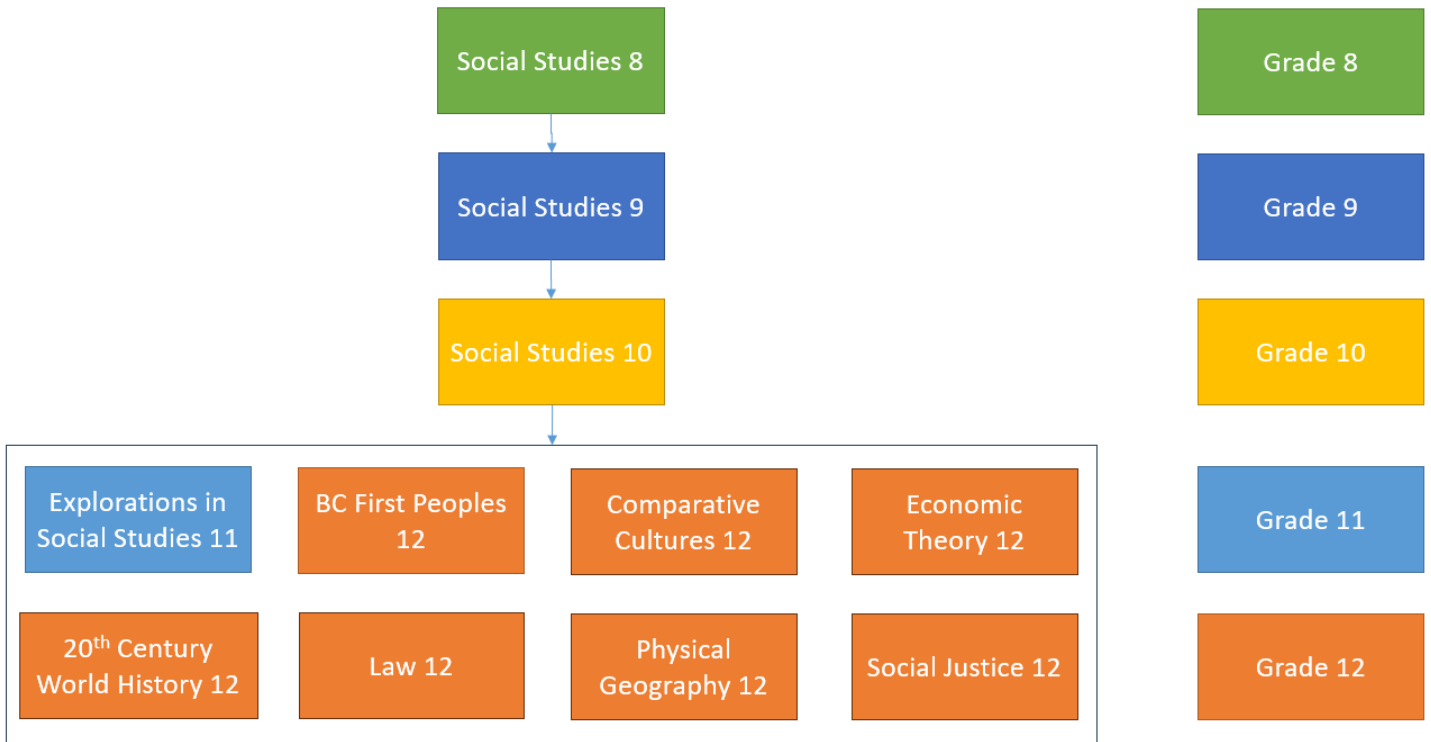 Social Studies 8
Grade 8
Social Studies 9
Grade 9
Social Studies 10
Grade 10
Explorations in
Social Studies 11
BC First Peoples
12
Comparative
Cultures 12
Economic
Theory 12
Grade 11
20th Century
World History 12
Law 12
Physical
Geography 12
Social Justice 12
Grade 12